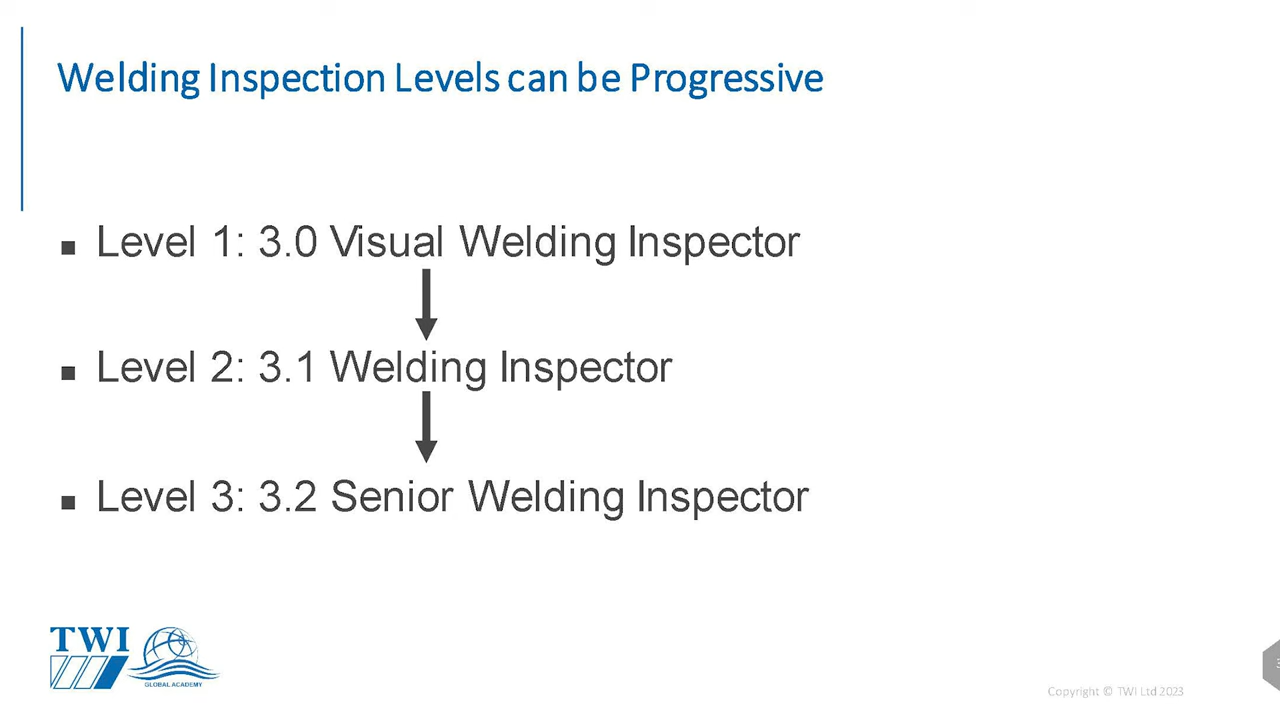 Welding Inspection Levels can be Progressive
Level 1: 3.0 Visual Welding Inspector
Level 2: 3.1 Welding Inspector
Level 3: 3.2 Senior Welding Inspector
TWI
GLOBAL ACADEMY
Copyright © TWI Ltd 2023